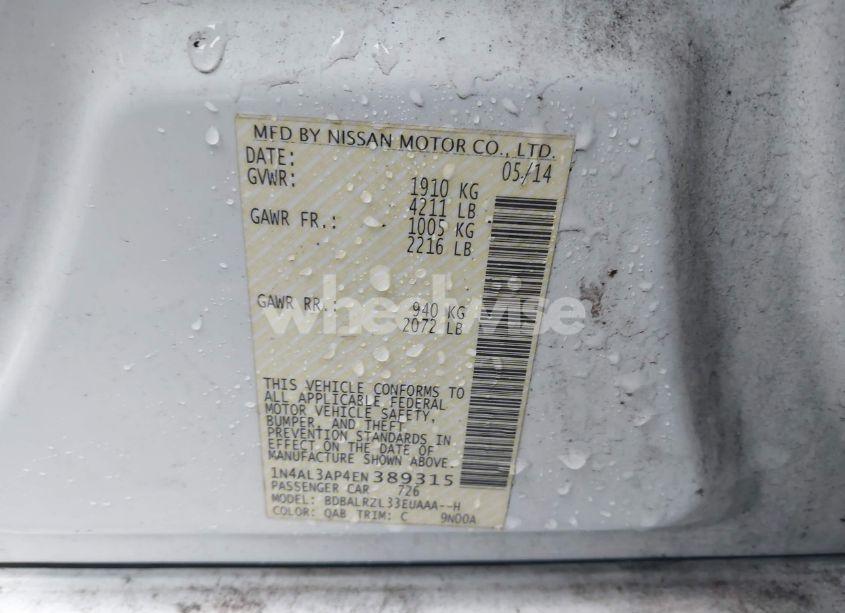 MFD BY NISSAN MOTOR CO., LTD.
DATE: 05/14
GVWR: 1910 KG
4211 LB
GAWR FR.: 1005 KG
2216 LB
GAWR RR.: 940 KG
2072 LB
wheelwise
THIS VEHICLE CONFORMS TO
ALL APPLICABLE FEDERAL
MOTOR VEHICLE SAFETY,
BUMPER, AND THEFT
PREVENTION STANDARDS IN
EFFECT ON THE DATE OF
MANUFACTURE SHOWN ABOVE.
1N4AL3AP4EN389315
PASSENGER CAR 726
MODEL: BDBALRZL33EUAAA--H
COLOR: QAB TRIM: C 9N00A